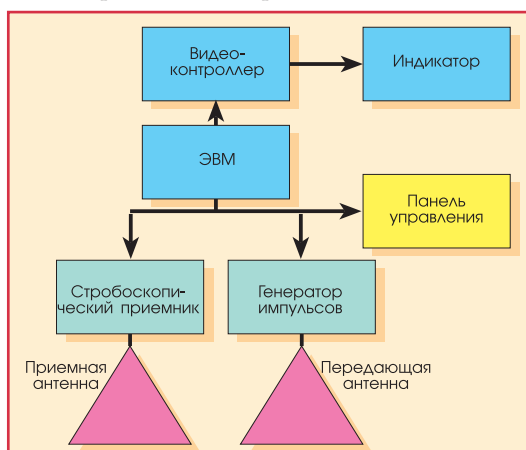 Видео-
контроллер
Индикатор
ЭВМ
Панель
управления
Стробоскопи-
ческий приемник
Генератор
импульсов
Приемная
антенна
Передающая
антенна